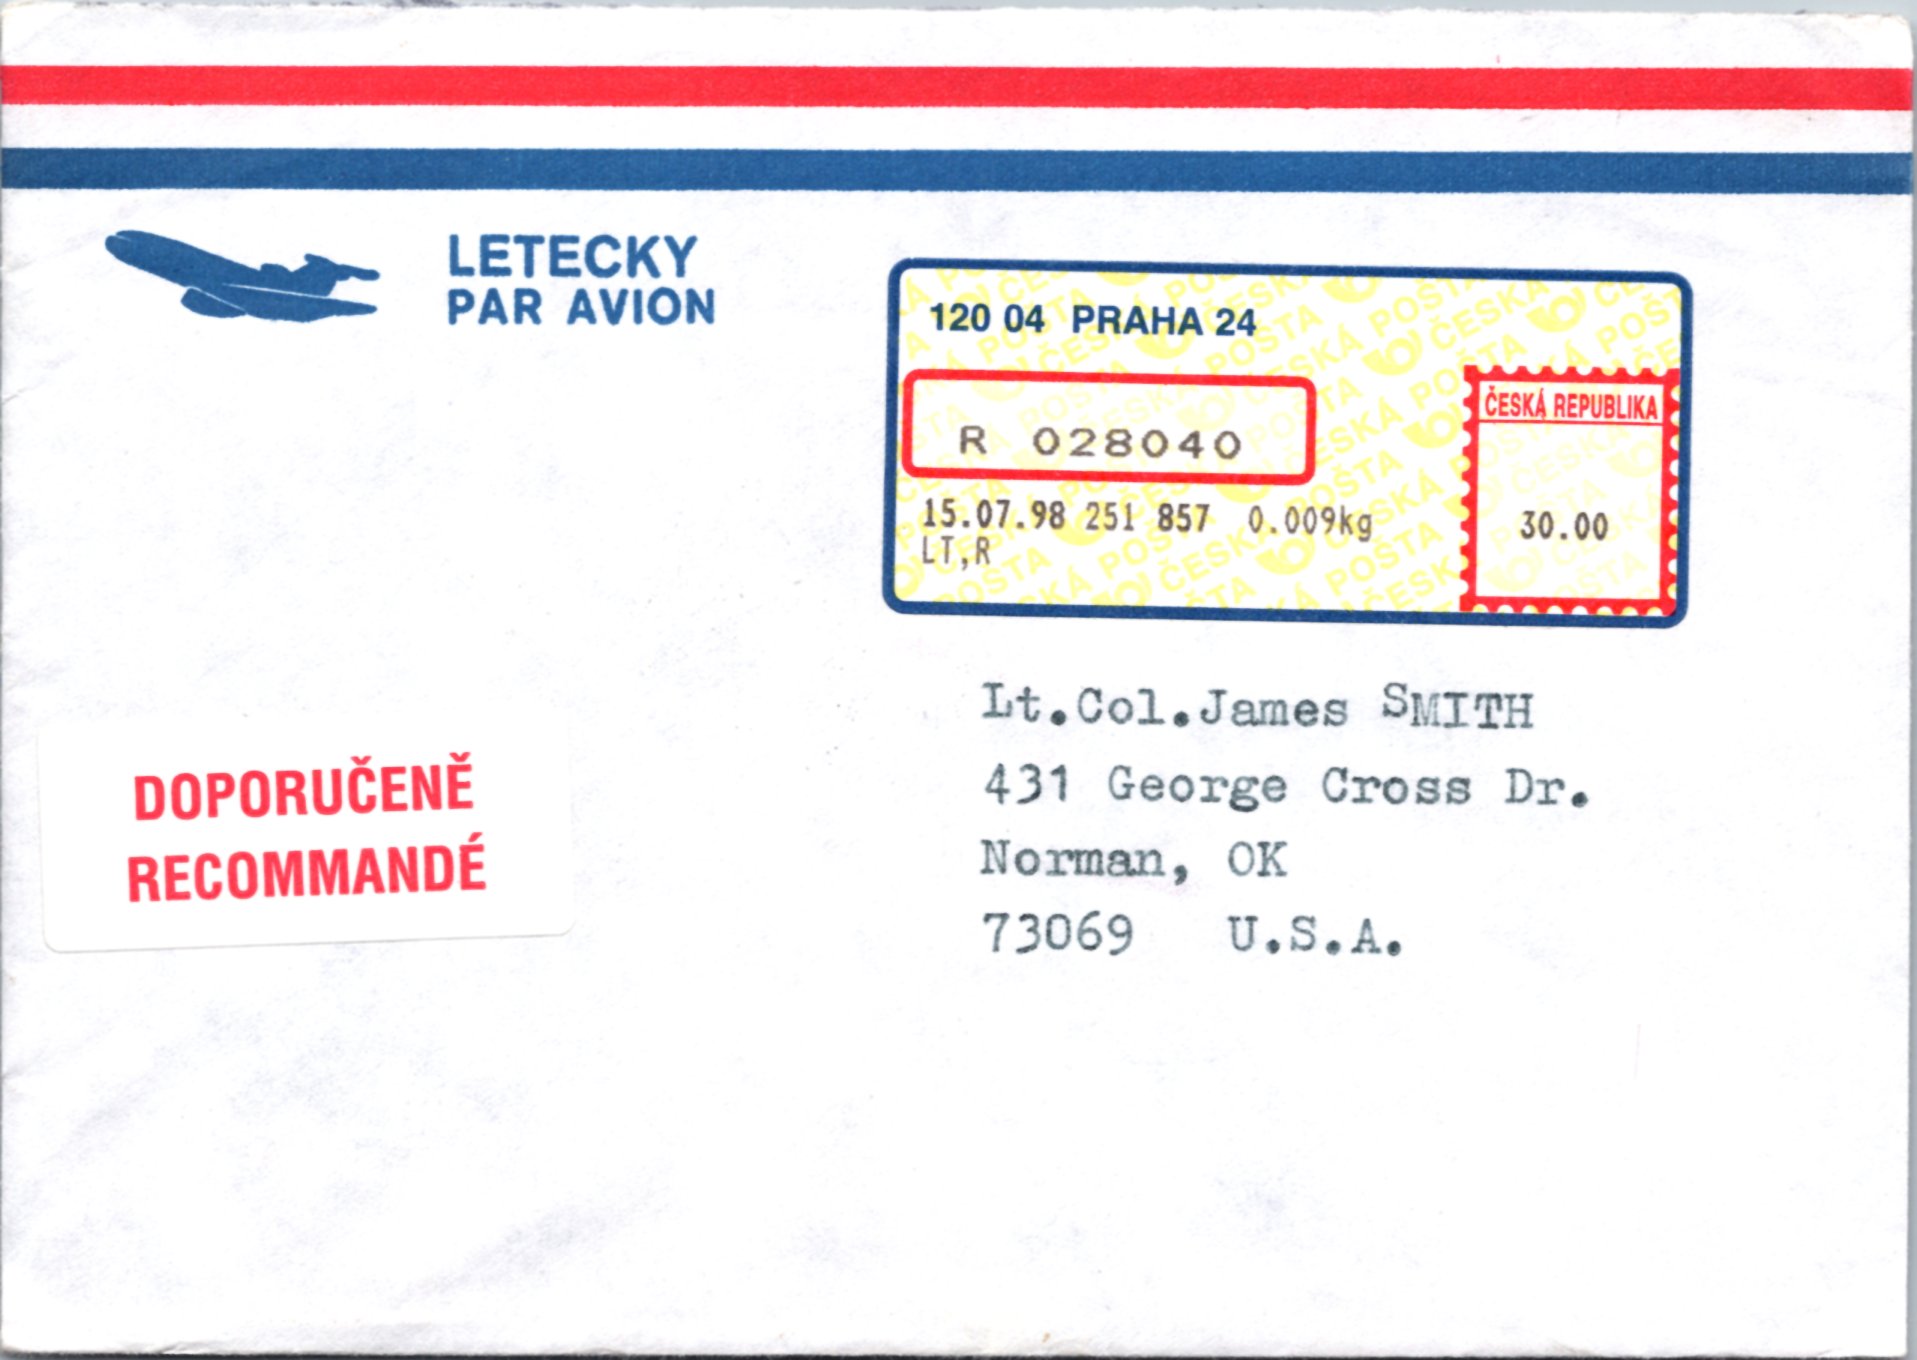 LETECKY
PAR AVION
120 04 PRAHA 24
R 028040
ČESKÁ REPUBLIKA
15.07.98 251 857 0.009kg
30.00
LT,R
Lt.Col.James SMITH
431 George Cross Dr.
Norman, OK
73069 U.S.A.
DOPORUČENĚ
RECOMMANDÉ